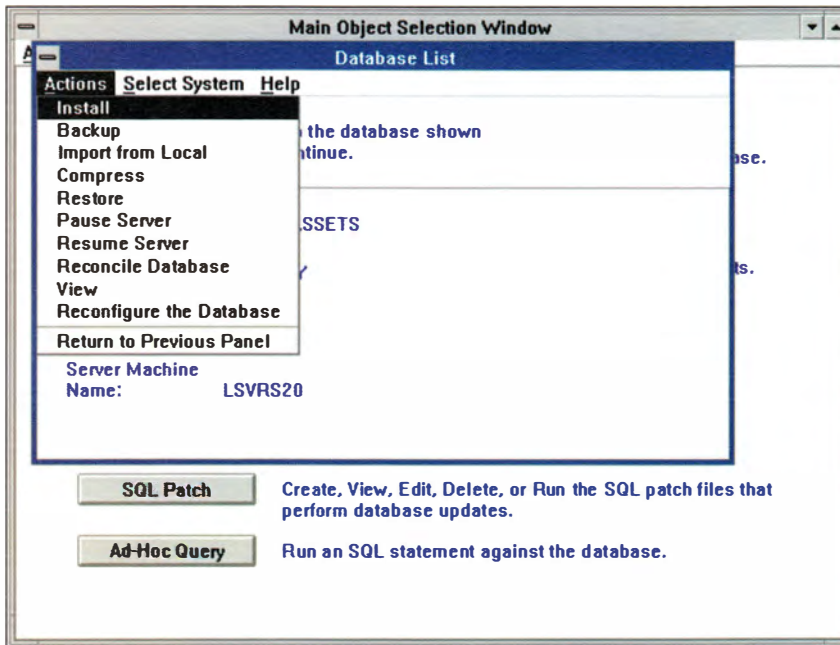 Main Object Selection Window
A
Database List
Actions Select System Help
Install
Backup
Import from Local
Compress
Restore
Pause Server
Resume Server
Reconcile Database
View
Reconfigure the Database
Return to Previous Panel
the database shown
ntinue.
ase.
SSETS
Y
ts.
Server Machine
Name: LSVRS20
SQL Patch Create, View, Edit, Delete, or Run the SQL patch files that
perform database updates.
Ad-Hoc Query Run an SQL statement against the database.